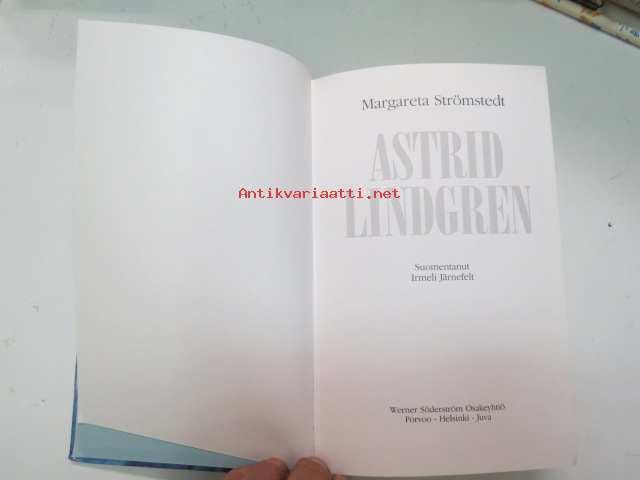 Margareta Strömstedt
ASTRID
Antikvariaatti.net
LINDGREN
Suomentanut
Irmeli Järnefelt
Werner Söderström Osakeyhtiö
Porvoo - Helsinki - Juva